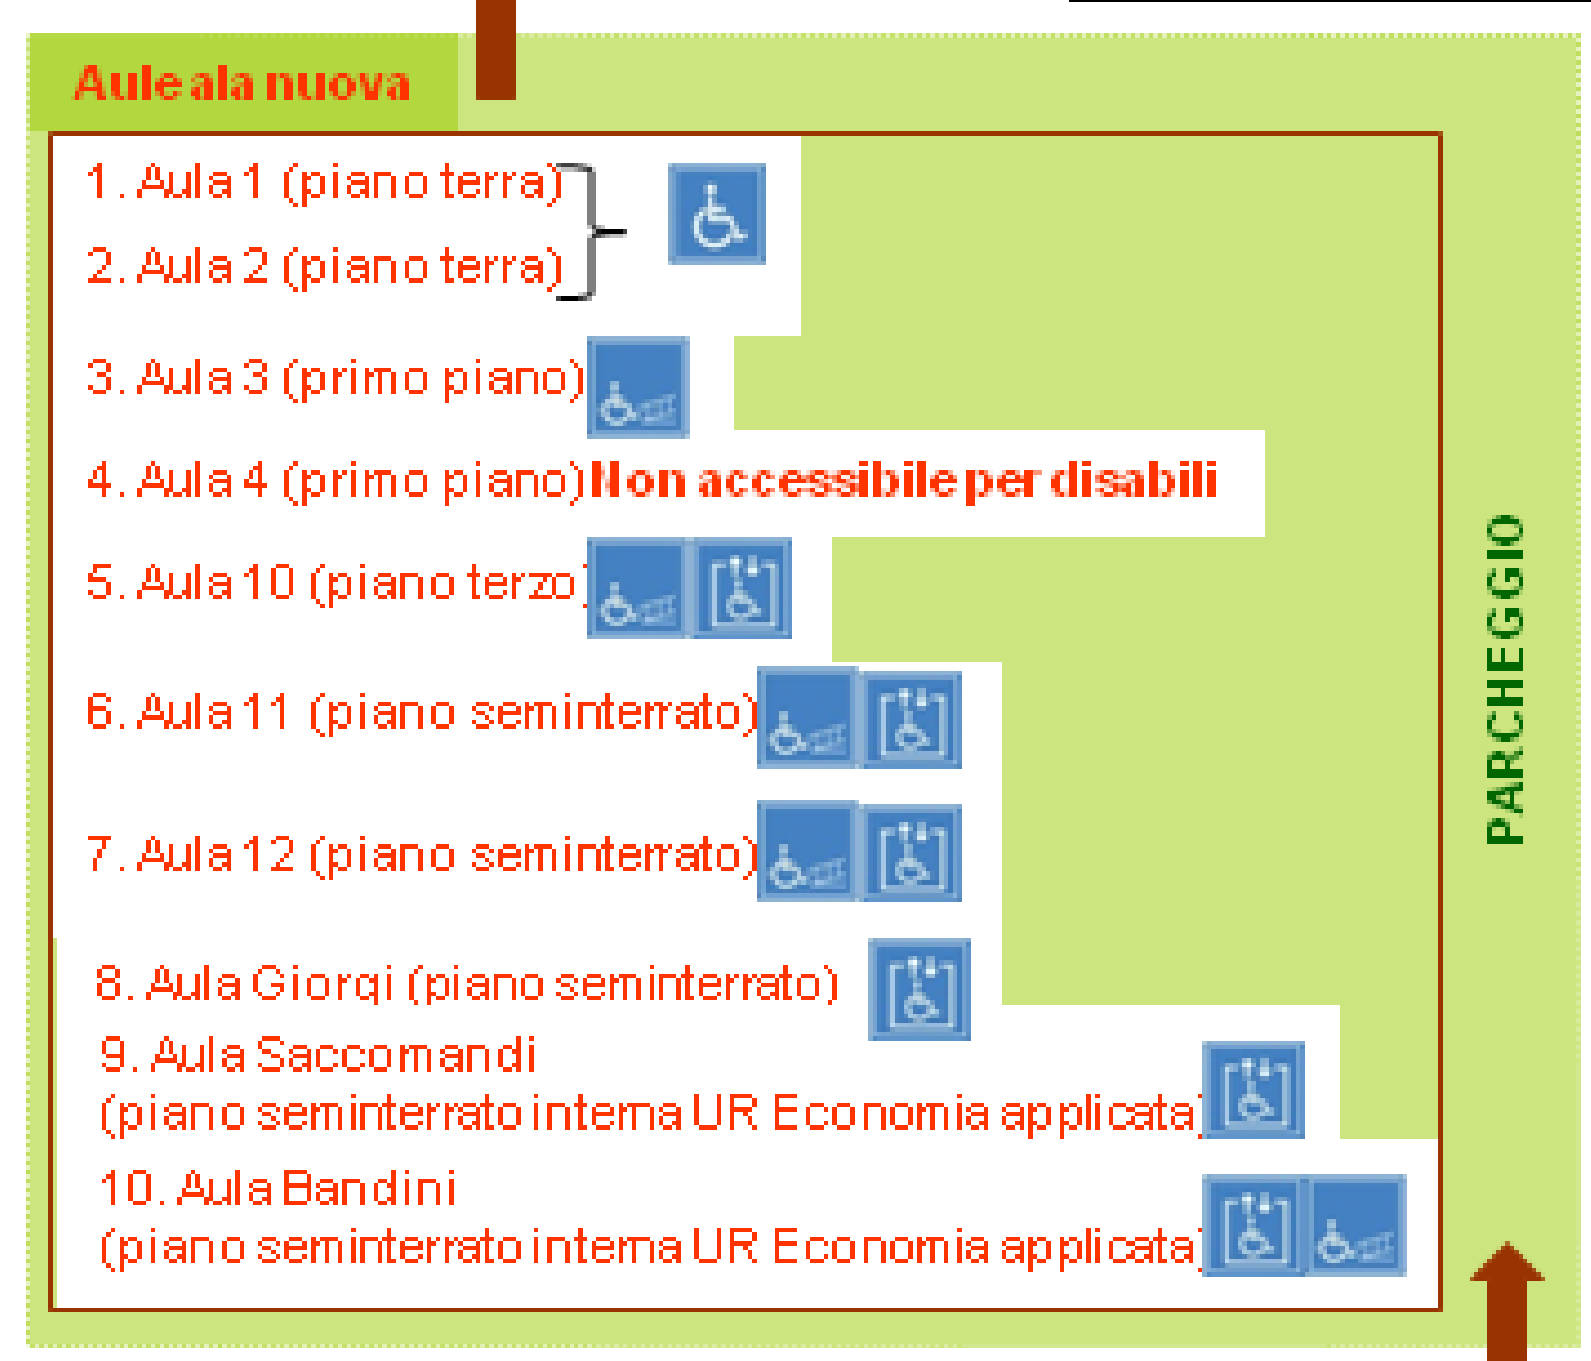 Aule ala nuova
1. Aula 1 (piano terra)
2. Aula 2 (piano terra)
3. Aula 3 (primo piano)
4. Aula 4 (primo piano) Non accessibile per disabili
5. Aula 10 (piano terzo)
6. Aula 11 (piano seminterrato)
7. Aula 12 (piano seminterrato)
8. Aula Giorgi (piano seminterrato)
9. Aula Saccomandi
(piano seminterrato interna UR Economia applicata)
10. Aula Bandini
(piano seminterrato interna UR Economia applicata)
PARCHEGGIO